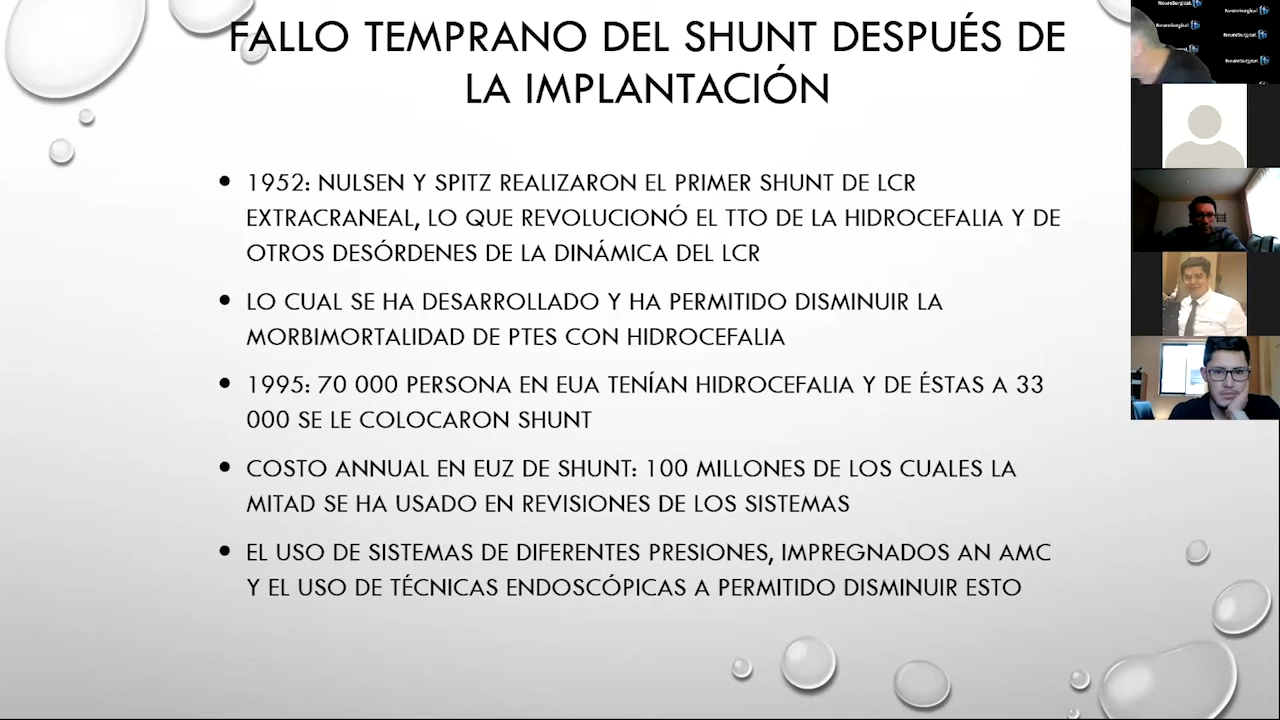 FALLO TEMPRANO DEL SHUNT DESPUÉS DE
LA IMPLANTACIÓN
• 1952: NULSEN Y SPITZ REALIZARON EL PRIMER SHUNT DE LCR
EXTRACRANEAL, LO QUE REVOLUCIONÓ EL TTO DE LA HIDROCEFALIA Y DE
OTROS DESÓRDENES DE LA DINÁMICA DEL LCR
• LO CUAL SE HA DESARROLLADO Y HA PERMITIDO DISMINUIR LA
MORBIMORTALIDAD DE PTES CON HIDROCEFALIA
• 1995: 70 000 PERSONA EN EUA TENÍAN HIDROCEFALIA Y DE ÉSTAS A 33
000 SE LE COLOCARON SHUNT
• COSTO ANNUAL EN EUZ DE SHUNT: 100 MILLONES DE LOS CUALES LA
MITAD SE HA USADO EN REVISIONES DE LOS SISTEMAS
• EL USO DE SISTEMAS DE DIFERENTES PRESIONES, IMPREGNADOS AN AMC
Y EL USO DE TÉCNICAS ENDOSCÓPICAS A PERMITIDO DISMINUIR ESTO